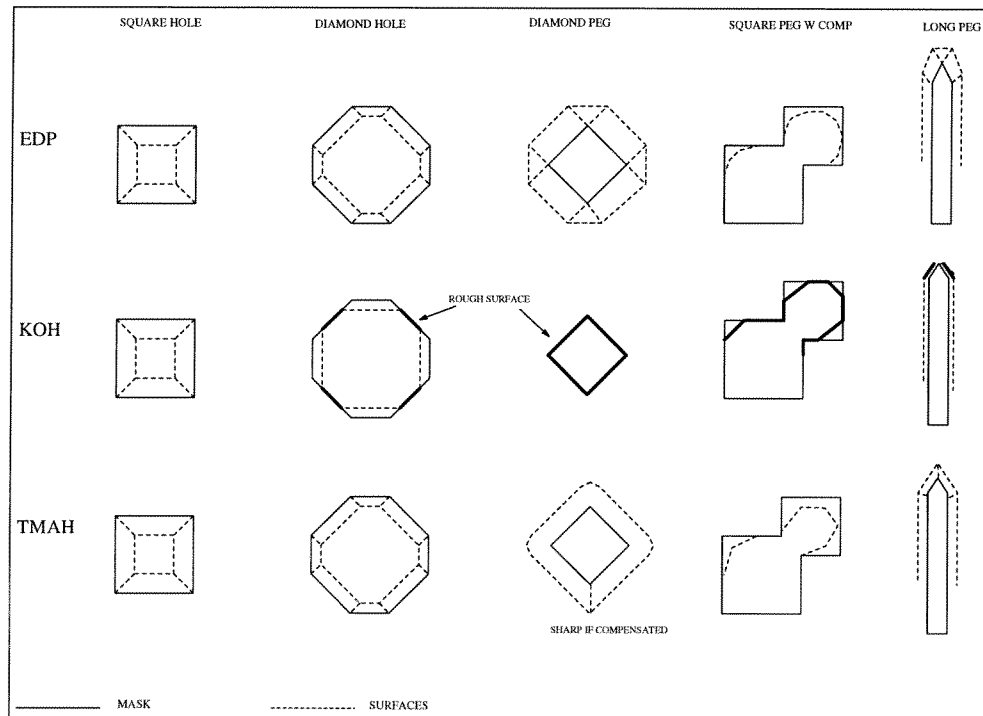 SQUARE HOLE
DIAMOND HOLE
DIAMOND PEG
SQUARE PEG W COMP
LONG PEG
EDP
KOH
ROUGH SURFACE
TMAH
SHARP IF COMPENSATED
MASK
SURFACES